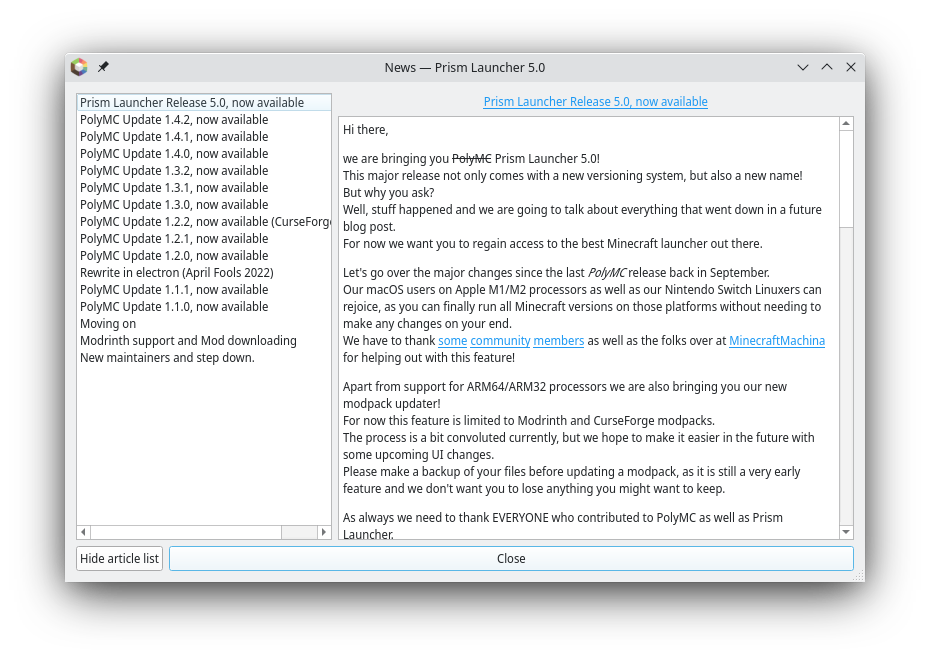 News — Prism Launcher 5.0
Prism Launcher Release 5.0, now available
PolyMC Update 1.4.2, now available
PolyMC Update 1.4.1, now available
PolyMC Update 1.4.0, now available
PolyMC Update 1.3.2, now available
PolyMC Update 1.3.1, now available
PolyMC Update 1.3.0, now available
PolyMC Update 1.2.2, now available (CurseForge
PolyMC Update 1.2.1, now available
PolyMC Update 1.2.0, now available
Rewrite in electron (April Fools 2022)
PolyMC Update 1.1.1, now available
PolyMC Update 1.1.0, now available
Moving on
Modrinth support and Mod downloading
New maintainers and step down.
Prism Launcher Release 5.0, now available
Hi there,
we are bringing you PolyMC Prism Launcher 5.0!
This major release not only comes with a new versioning system, but also a new name!
But why you ask?
Well, stuff happened and we are going to talk about everything that went down in a future
blog post.
For now we want you to regain access to the best Minecraft launcher out there.
Let's go over the major changes since the last PolyMC release back in September.
Our macOS users on Apple M1/M2 processors as well as our Nintendo Switch Linuxers can
rejoice, as you can finally run all Minecraft versions on those platforms without needing to
make any changes on your end.
We have to thank some community members as well as the folks over at MinecraftMachina
for helping out with this feature!
Apart from support for ARM64/ARM32 processors we are also bringing you our new
modpack updater!
For now this feature is limited to Modrinth and CurseForge modpacks.
The process is a bit convoluted currently, but we hope to make it easier in the future with
some upcoming UI changes.
Please make a backup of your files before updating a modpack, as it is still a very early
feature and we don't want you to lose anything you might want to keep.
As always we need to thank EVERYONE who contributed to PolyMC as well as Prism
Launcher.
Hide article list
Close